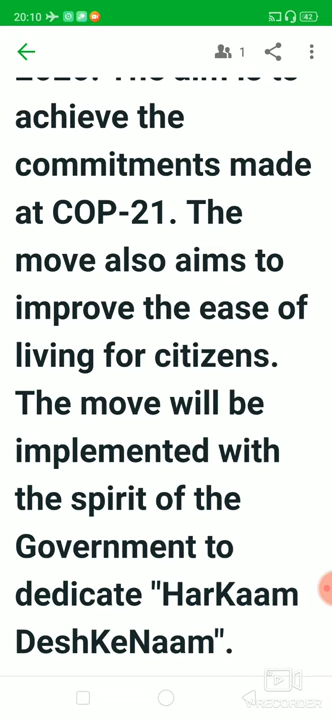 20:10
42
1
achieve the
commitments made
at COP-21. The
move also aims to
improve the ease of
living for citizens.
The move will be
implemented with
the spirit of the
Government to
dedicate "HarKaam
DeshKeNaam".
RECORDER